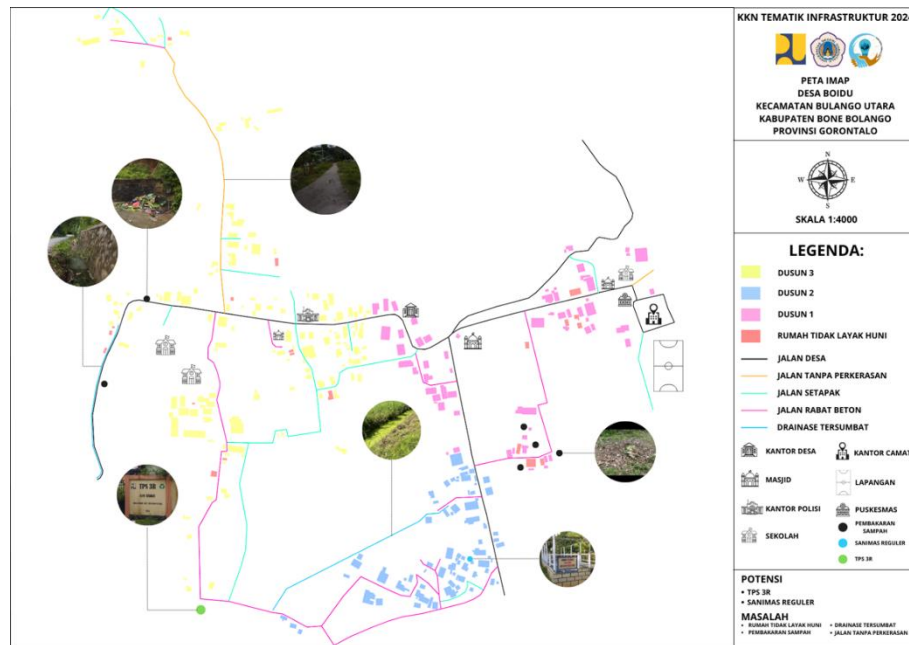 KKN TEMATIK INFRASTRUKTUR 2024
PETA IMAP
DESA BOIDU
KECAMATAN BULANGO UTARA
KABUPATEN BONE BOLANGO
PROVINSI GORONTALO
N
W E
S
SKALA 1:4000
LEGENDA:
DUSUN 3
DUSUN 2
DUSUN 1
RUMAH TIDAK LAYAK HUNI
JALAN DESA
JALAN TANPA PERKERASAN
JALAN SETAPAK
JALAN RABAT BETON
DRAINASE TERSUMBAT
KANTOR DESA
KANTOR CAMAT
MASJID
LAPANGAN
KANTOR POLISI
PUSKESMAS
SEKOLAH
PEMBAKARAN
SAMPAH
SANIMAS REGULER
TPS 3R
POTENSI
• TPS 3R
• SANIMAS REGULER
MASALAH
• RUMAH TIDAK LAYAK HUNI
• DRAINASE TERSUMBAT
• PEMBAKARAN SAMPAH
• JALAN TANPA PERKERASAN
TPS 3R